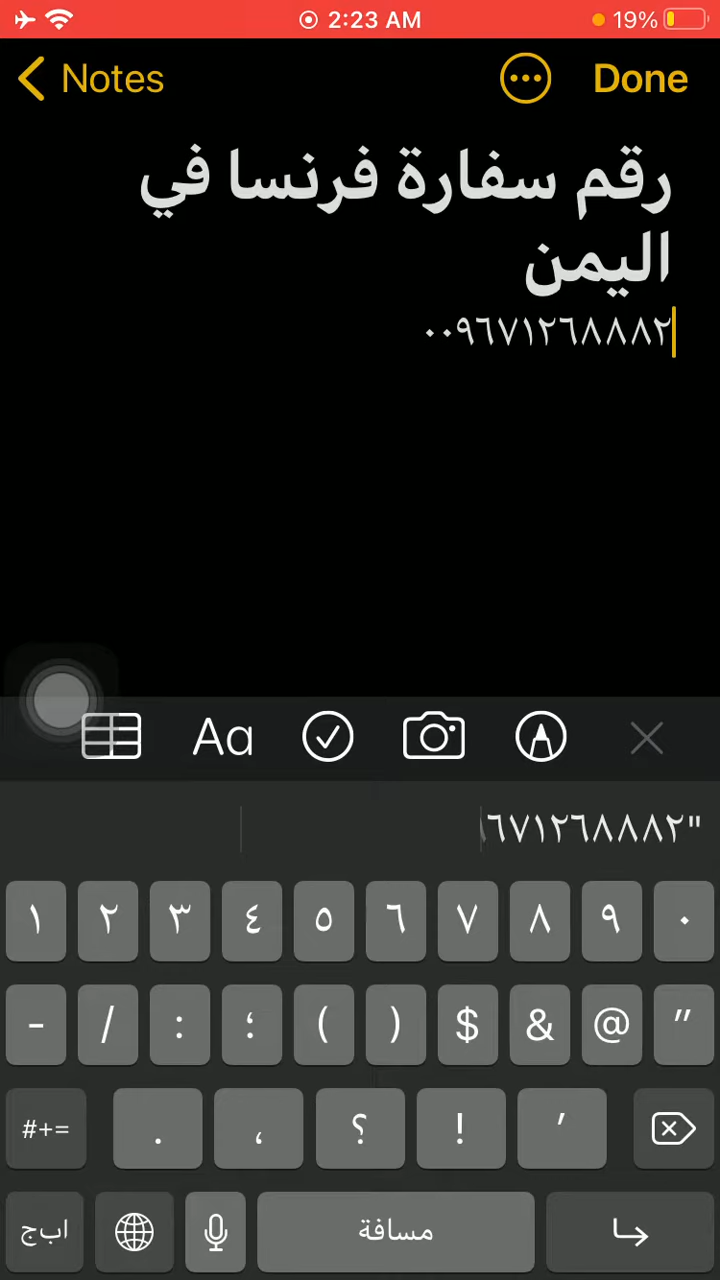 2:23 AM
19%
Notes
Done
رقم سفارة فرنسا في
اليمن
٠٠٩٦٧١٢٦٨٨٨٢
Aa
٦٧١٢٦٨٨٨٢"
١ ٢ ٣ ٤ ٥ ٦ ٧ ٨ ٩ ٠
- / : ؛ ( ) $ & @ "
#+= . ، ؟ ! '
اب‌ج مسافة